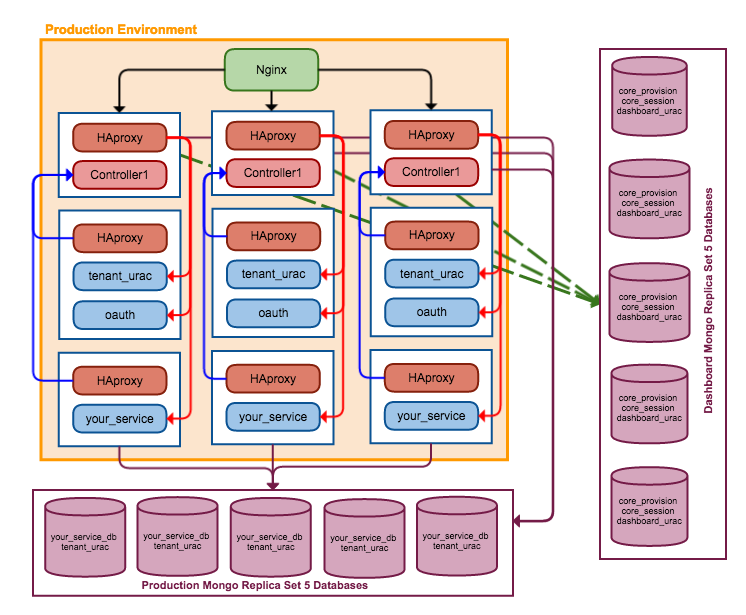 Production Environment
Nginx
HAproxy
Controller1
HAproxy
Controller1
HAproxy
Controller1
HAproxy
tenant_urac
oauth
HAproxy
tenant_urac
oauth
HAproxy
tenant_urac
oauth
HAproxy
your_service
HAproxy
your_service
HAproxy
your_service
your_service_db
tenant_urac
your_service_db
tenant_urac
your_service_db
tenant_urac
your_service_db
tenant_urac
your_service_db
tenant_urac
Production Mongo Replica Set 5 Databases
core_provision
core_session
dashboard_urac
core_provision
core_session
dashboard_urac
core_provision
core_session
dashboard_urac
core_provision
core_session
dashboard_urac
core_provision
core_session
dashboard_urac
Dashboard Mongo Replica Set 5 Databases